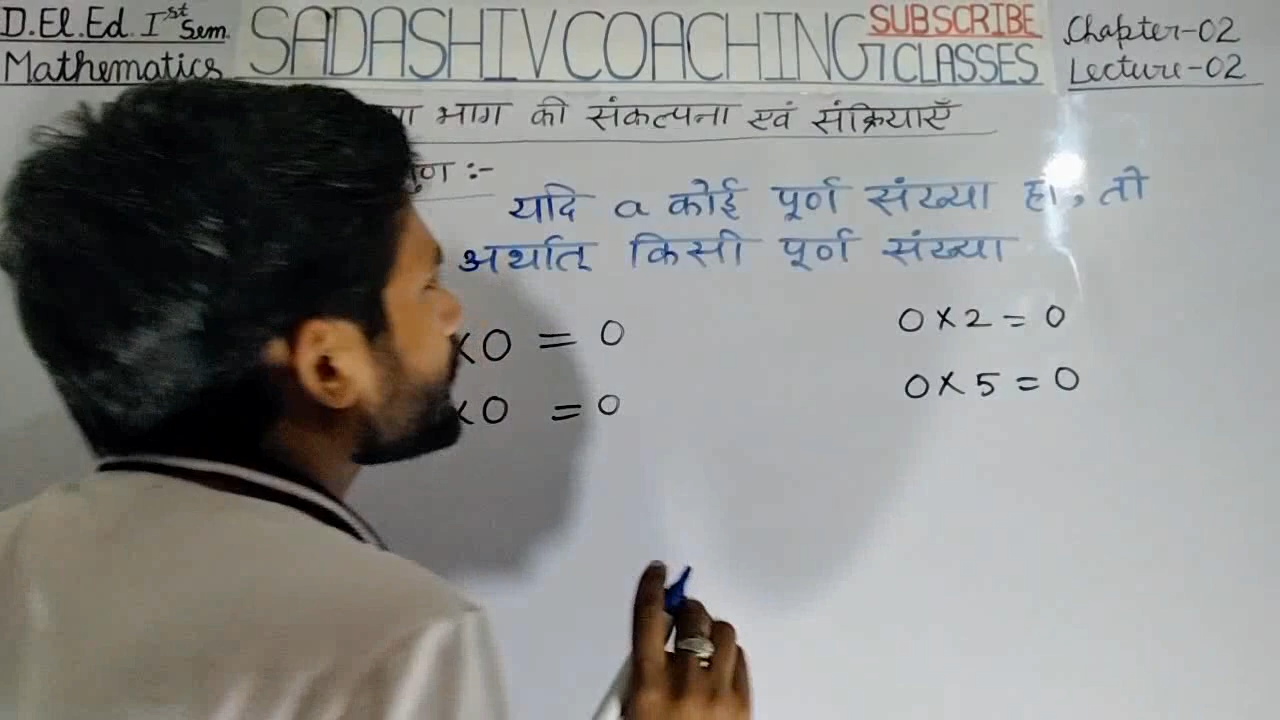 D.El.Ed. Ist Sem.
Mathematics
SADASHIV COACHING CLASSES
SUBSCRIBE
Chapter-02
Lecture-02
भाग की संकल्पना एवं संक्रियाएँ
यदि a कोई पूर्ण संख्या हो, तो
अर्थात् किसी पूर्ण संख्या
×0 = 0
0×2 = 0
×0 = 0
0×5 = 0